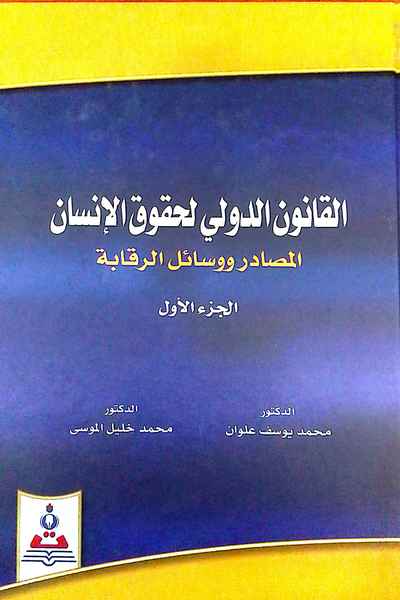 القانون الدولي لحقوق الإنسان
المصادر ووسائل الرقابة
الجزء الأول
الدكتور
محمد يوسف علوان
الدكتور
محمد خليل الموسى